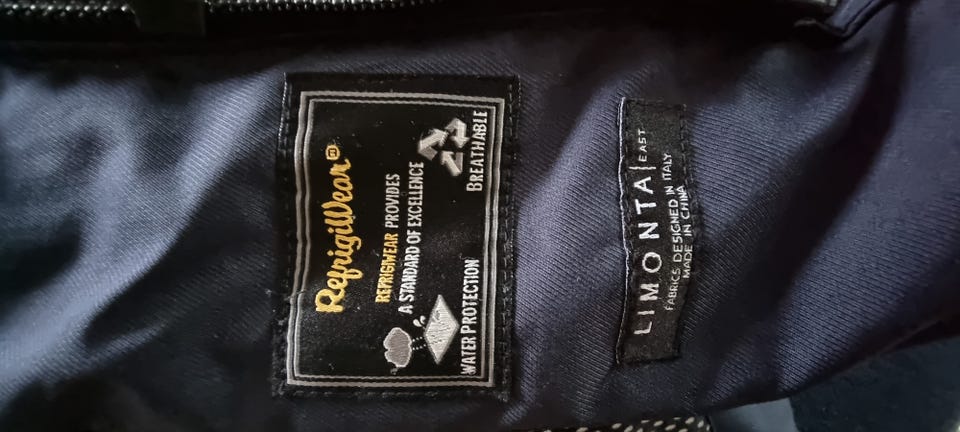 RefrigiWear®
REFRIGIWEAR PROVIDES
A STANDARD OF EXCELLENCE
WATER PROTECTION
BREATHABLE
LIMONTA | EAST
FABRICS DESIGNED IN ITALY
MADE IN CHINA